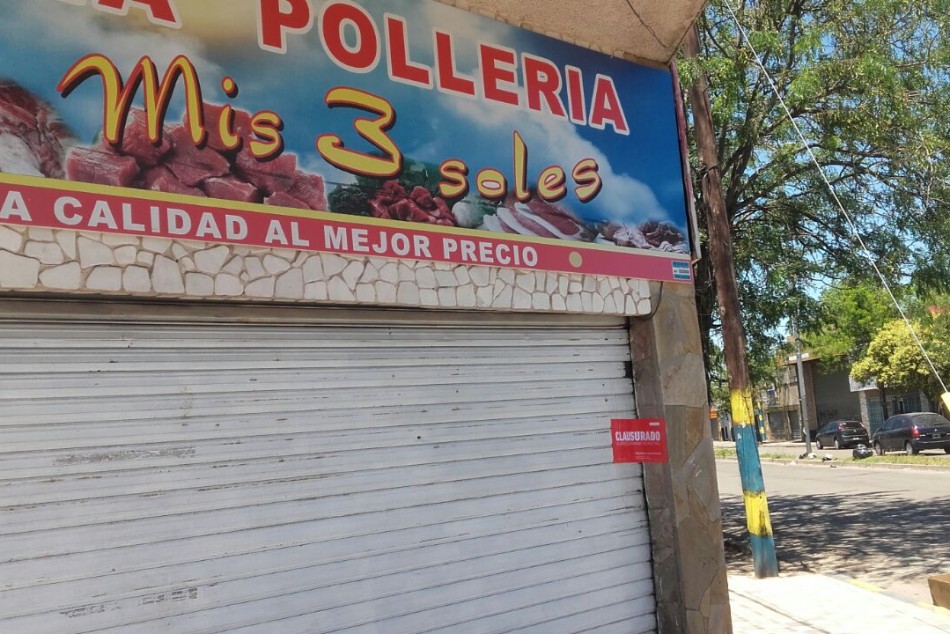 POLLERIA
Mis 3 soles
A CALIDAD AL MEJOR PRECIO
CLAUSURADO